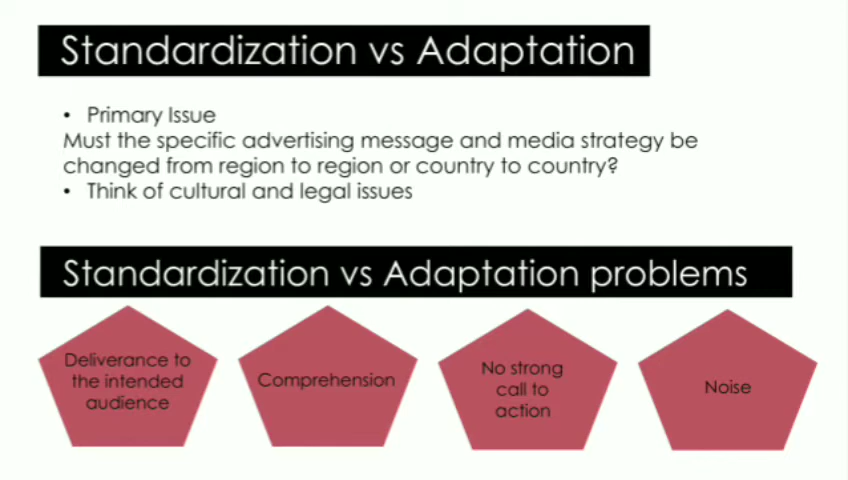 Standardization vs Adaptation
• Primary Issue
Must the specific advertising message and media strategy be
changed from region to region or country to country?
• Think of cultural and legal issues
Standardization vs Adaptation problems
Deliverance to
the intended
audience
Comprehension
No strong
call to
action
Noise